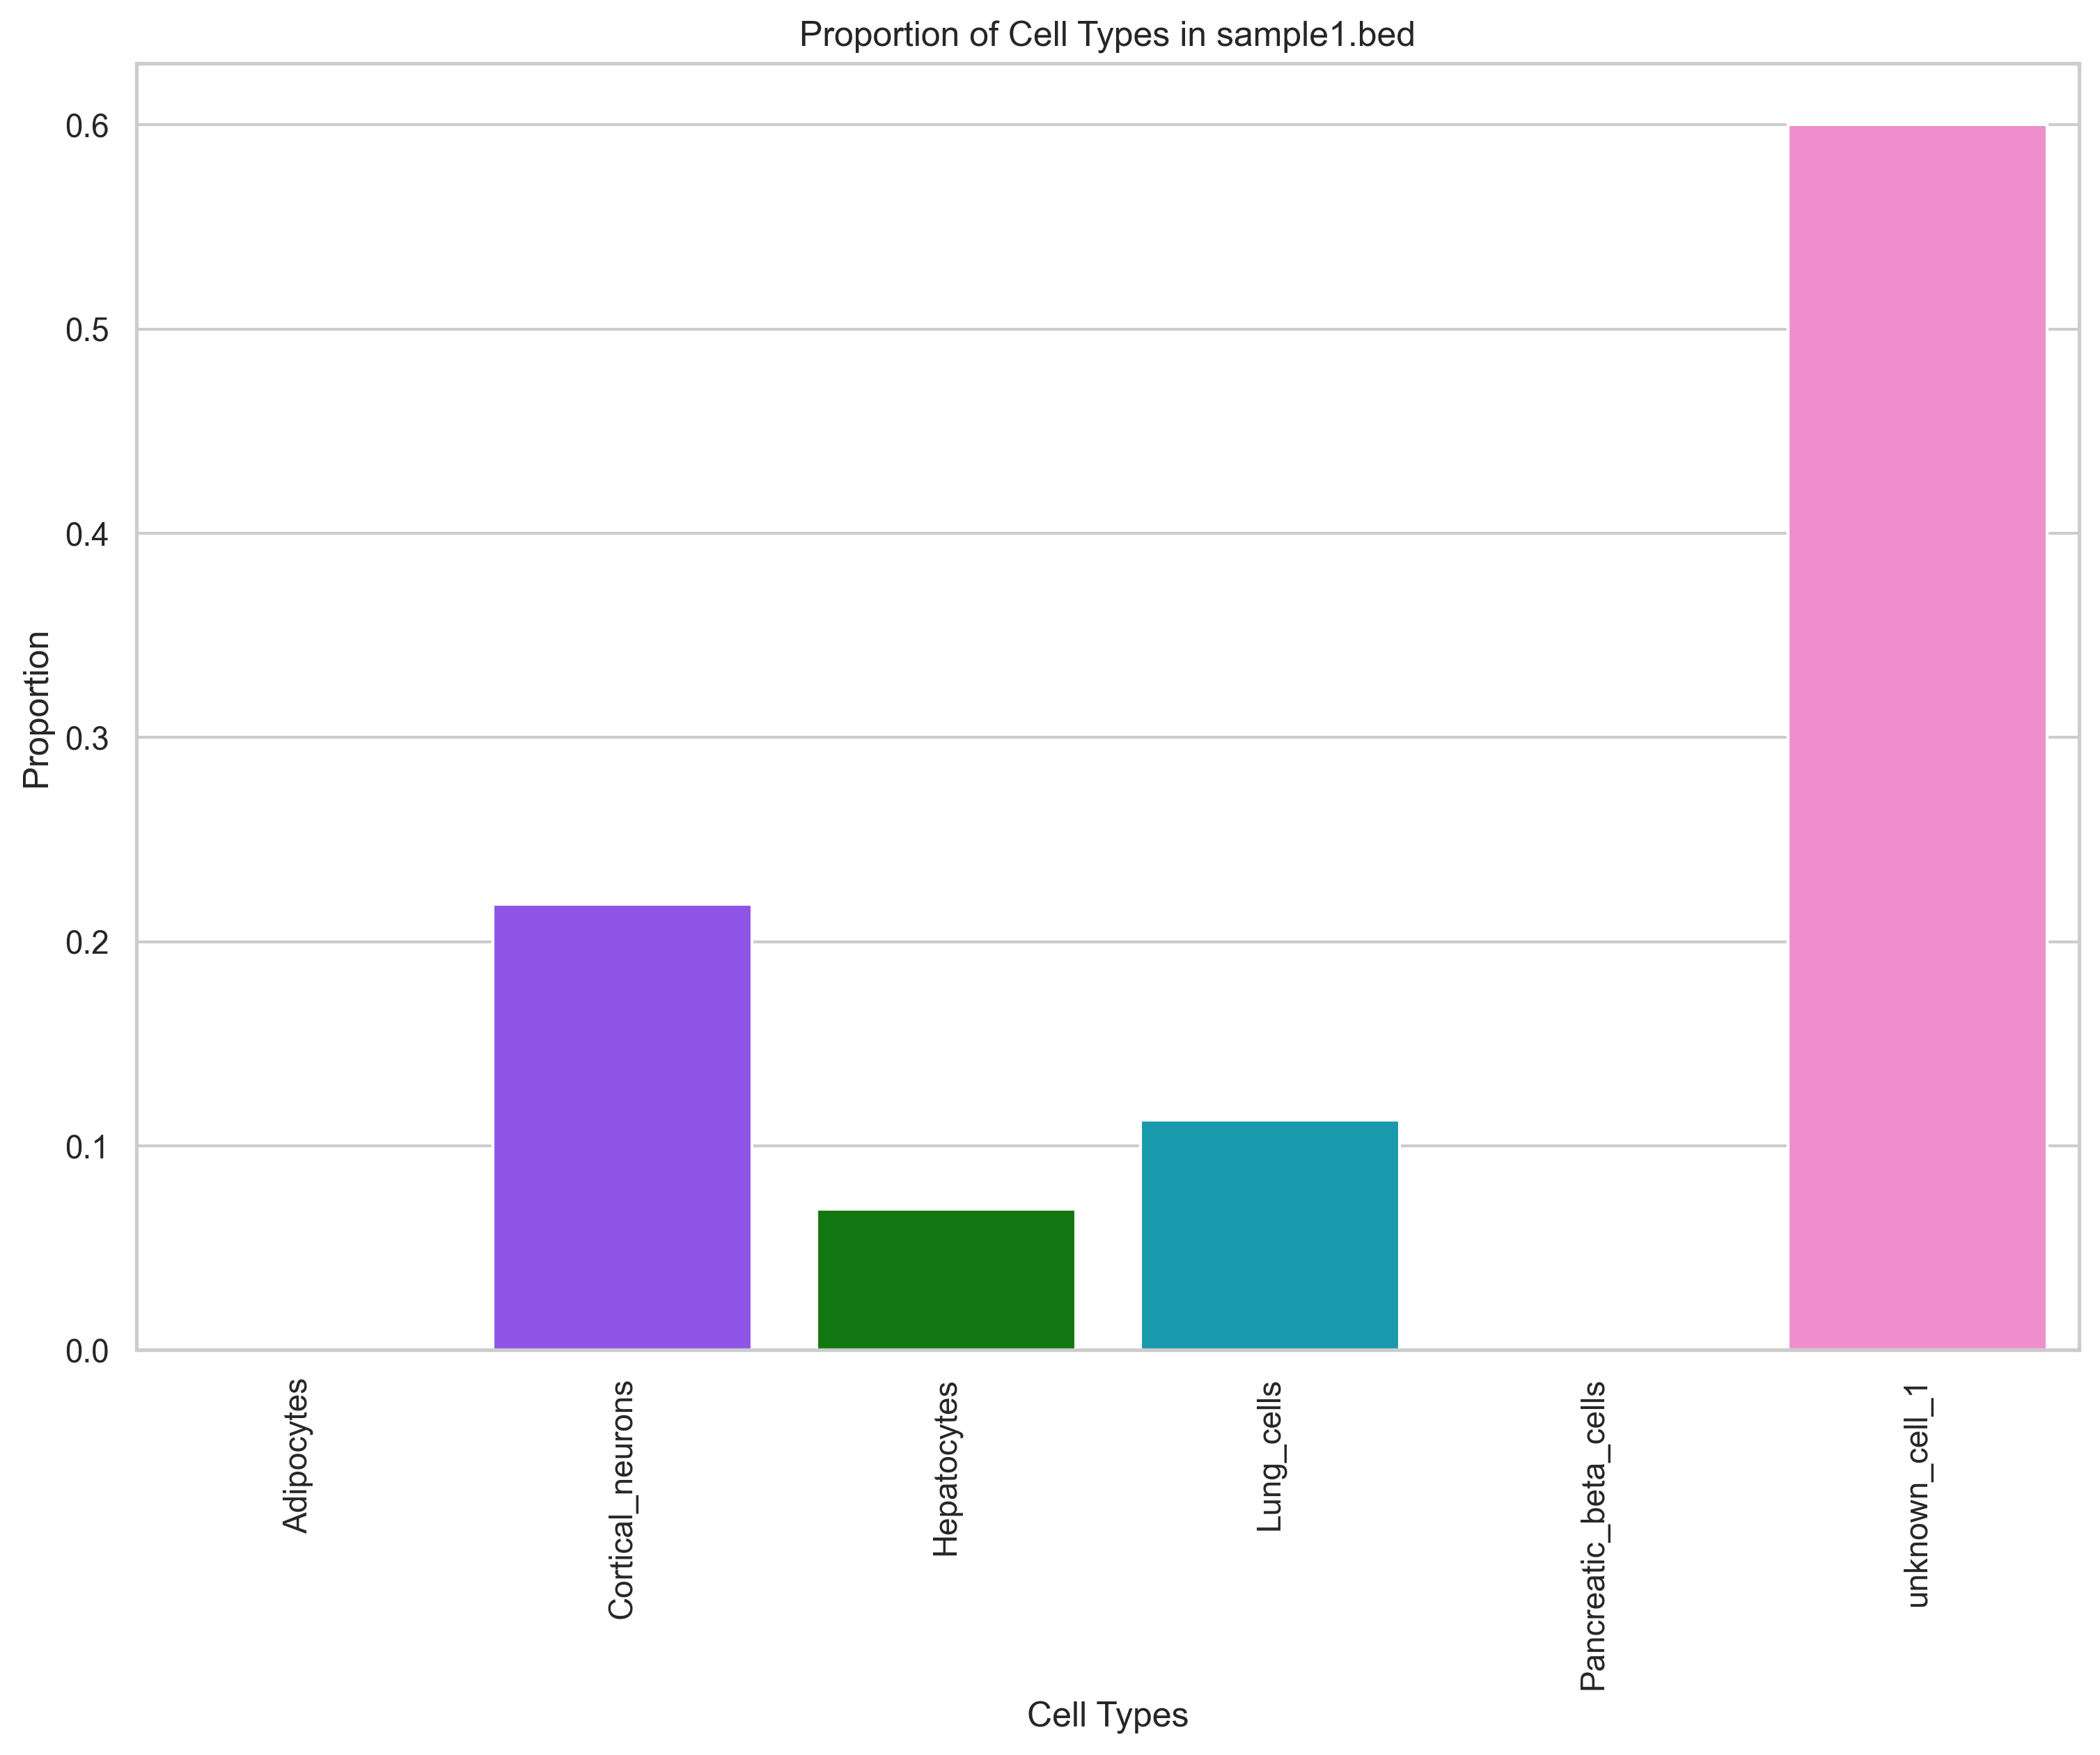 Proportion of Cell Types in sample1.bed
Proportion
0.6
0.5
0.4
0.3
0.2
0.1
0.0
Adipocytes
Cortical_neurons
Hepatocytes
Lung_cells
Pancreatic_beta_cells
unknown_cell_1
Cell Types